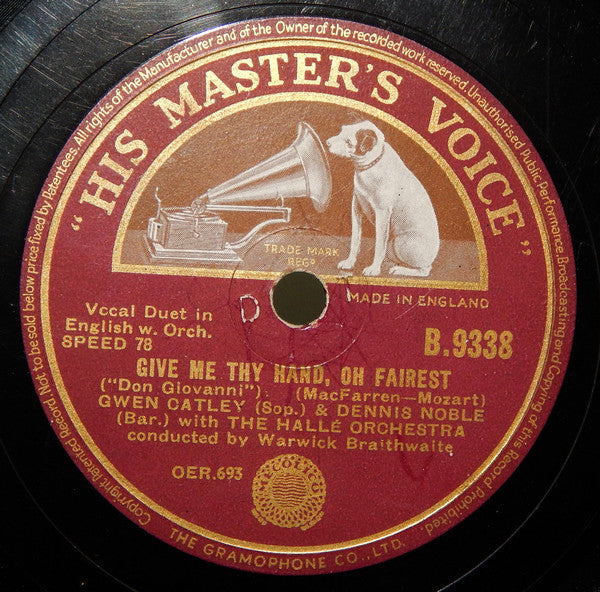 Copyright Patented Record Not to be sold below price fixed by Patentees. All rights of the Manufacturer and of the Owner of the recorded work reserved. Unauthorised Public Performance, Broadcasting and Copying of this Record Prohibited.
"HIS MASTER'S VOICE"
TRADE MARK
REGD
D
MADE IN ENGLAND
Vocal Duet in
English w. Orch.
SPEED 78
B.9338
GIVE ME THY HAND, OH FAIREST
("Don Giovanni") (MacFarren—Mozart)
GWEN CATLEY (Sop.) & DENNIS NOBLE
(Bar.) with THE HALLÉ ORCHESTRA
conducted by Warwick Braithwaite
OER.693
MECOLICO
THE GRAMOPHONE CO., LTD.